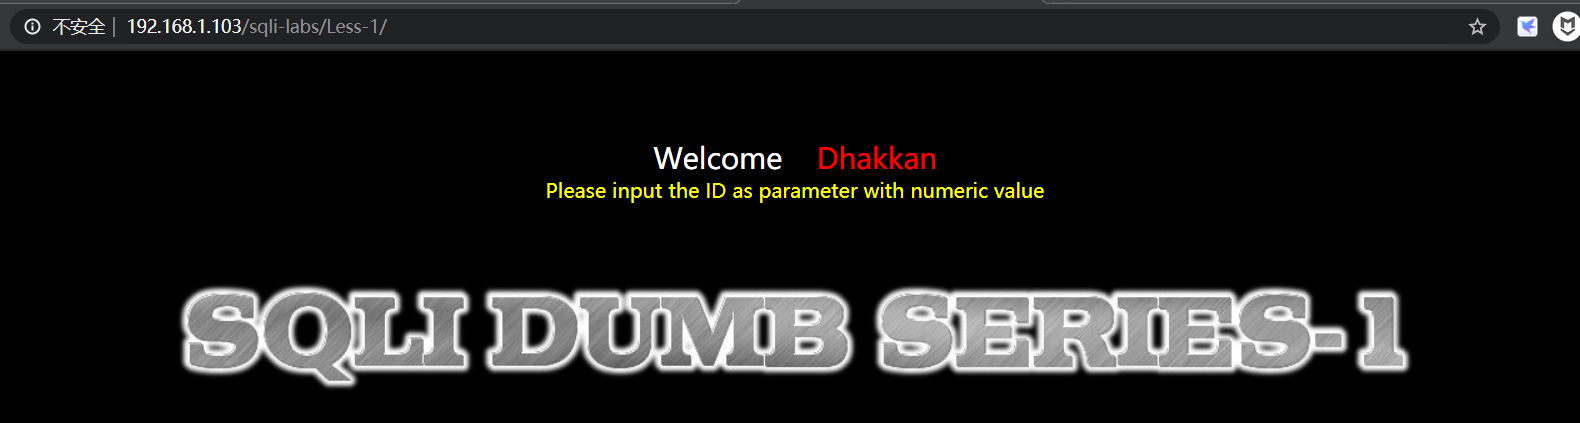 不安全 | 192.168.1.103/sqli-labs/Less-1/
Welcome Dhakkan
Please input the ID as parameter with numeric value
SQLI DUMB SERIES-1